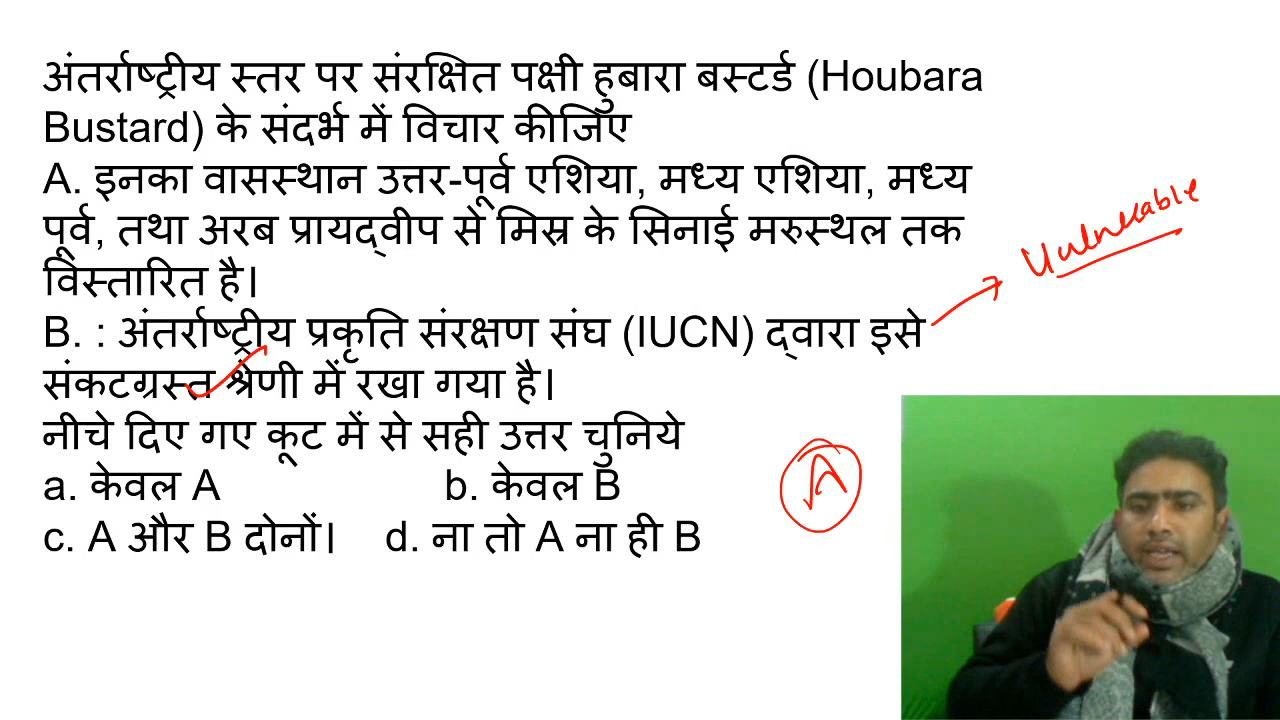 अंतर्राष्ट्रीय स्तर पर संरक्षित पक्षी हुबारा बस्टर्ड (Houbara
Bustard) के संदर्भ में विचार कीजिए
A. इनका वासस्थान उत्तर-पूर्व एशिया, मध्य एशिया, मध्य
पूर्व, तथा अरब प्रायद्वीप से मिस्र के सिनाई मरुस्थल तक
विस्तारित है।
Vulnerable
B. : अंतर्राष्ट्रीय प्रकृति संरक्षण संघ (IUCN) द्वारा इसे
संकटग्रस्त श्रेणी में रखा गया है।
नीचे दिए गए कूट में से सही उत्तर चुनिये
a. केवल A b. केवल B
A
c. A और B दोनों। d. ना तो A ना ही B